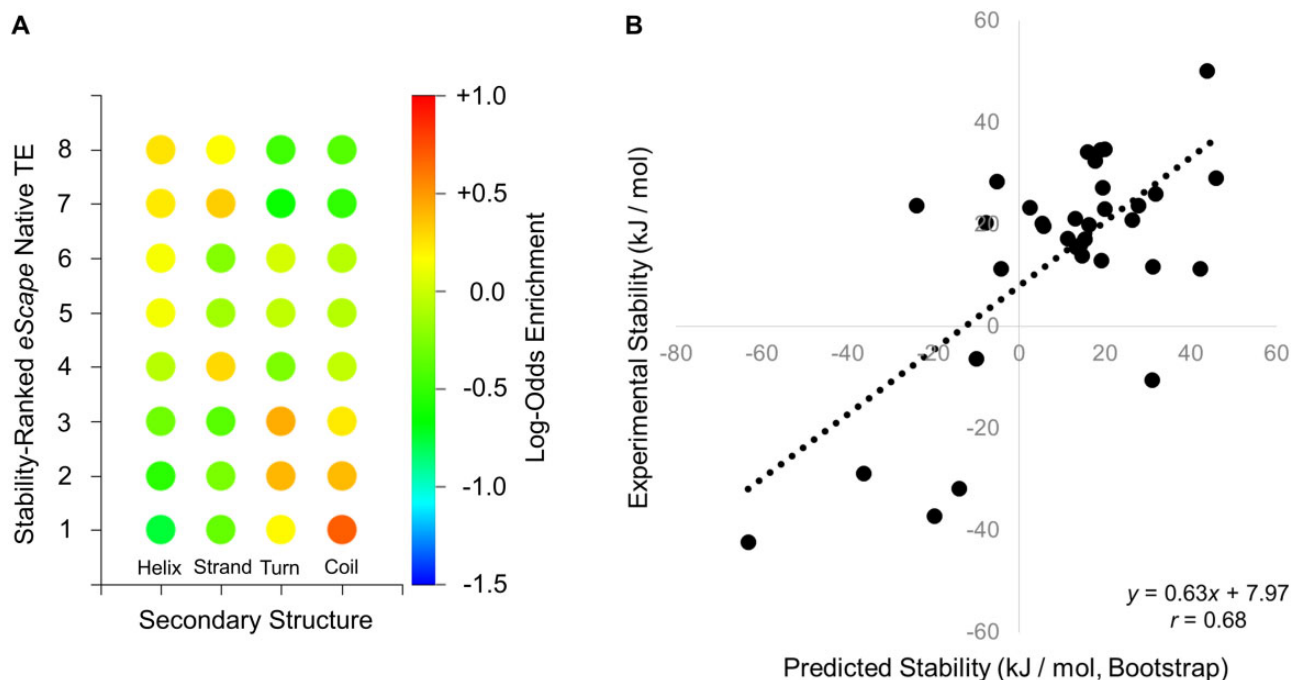 A
Stability-Ranked eScape Native TE
8
7
6
5
4
3
2
1
Helix Strand Turn Coil
Secondary Structure
+1.0
+0.5
0.0
-0.5
-1.0
-1.5
Log-Odds Enrichment
B
Experimental Stability (kJ / mol)
60
40
20
0
-20
-40
-60
-80 -60 -40 -20 0 20 40 60
y = 0.63x + 7.97
r = 0.68
Predicted Stability (kJ / mol, Bootstrap)